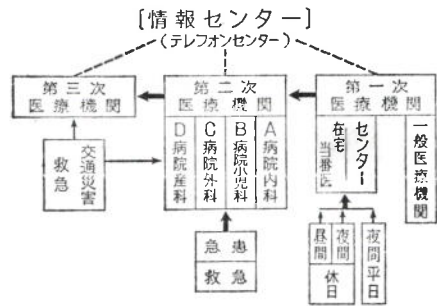 [情報センター]
(テレフォンセンター)
第三次
医療機関
第二次
医療機関
第一次
医療機関
D病院産科
C病院外科
B病院小児科
A病院内科
在宅当番医
センター
一般医療機関
救急
交通災害
急患
救急
昼間
夜間
夜間
休日
平日